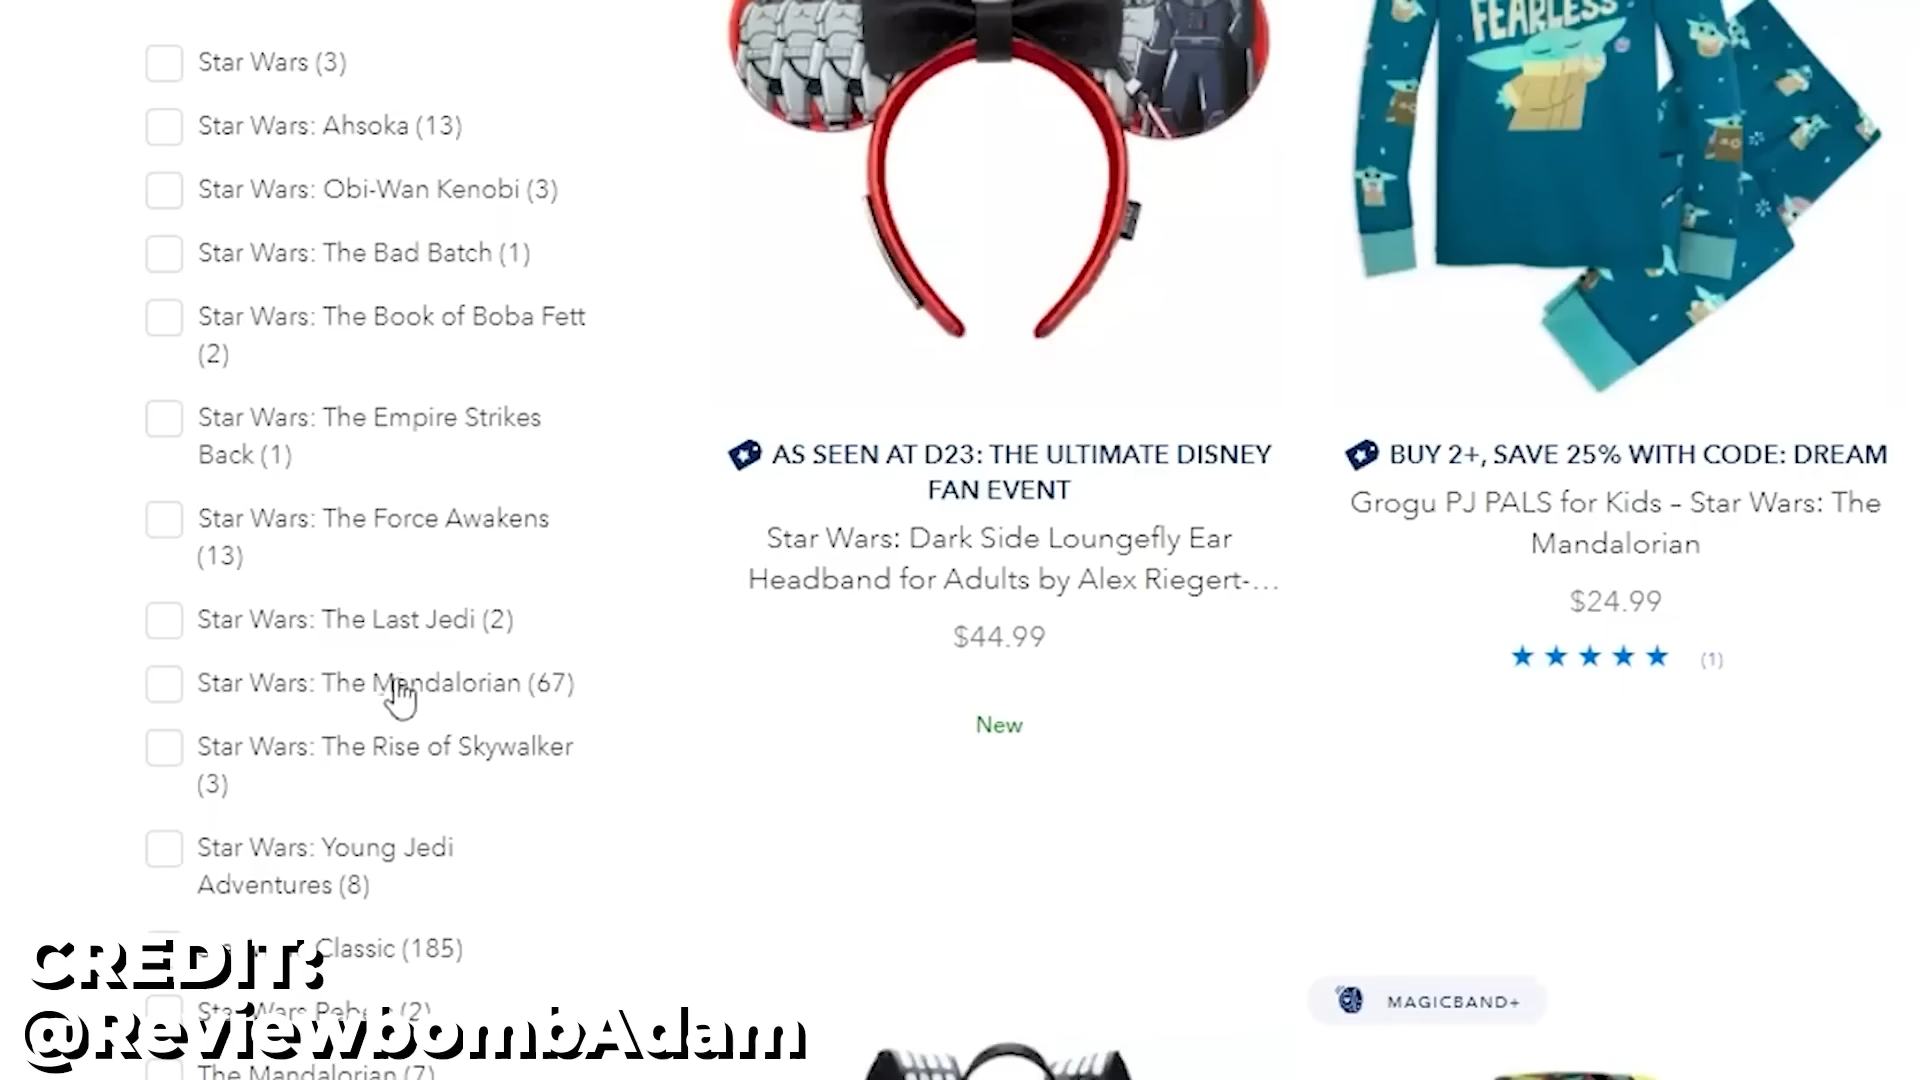 Star Wars (3)
Star Wars: Ahsoka (13)
Star Wars: Obi-Wan Kenobi (3)
Star Wars: The Bad Batch (1)
Star Wars: The Book of Boba Fett
(2)
Star Wars: The Empire Strikes
Back (1)
Star Wars: The Force Awakens
(13)
Star Wars: The Last Jedi (2)
Star Wars: The Mandalorian (67)
Star Wars: The Rise of Skywalker
(3)
Star Wars: Young Jedi
Adventures (8)
Classic (185)
Star Wars (2)
The Mandalorian (7)
CREDIT:
@ReviewbombAdam
AS SEEN AT D23: THE ULTIMATE DISNEY
FAN EVENT
Star Wars: Dark Side Loungefly Ear
Headband for Adults by Alex Riegert-...
$44.99
New
FEARLESS
BUY 2+, SAVE 25% WITH CODE: DREAM
Grogu PJ PALS for Kids – Star Wars: The
Mandalorian
$24.99
(1)
MAGICBAND+